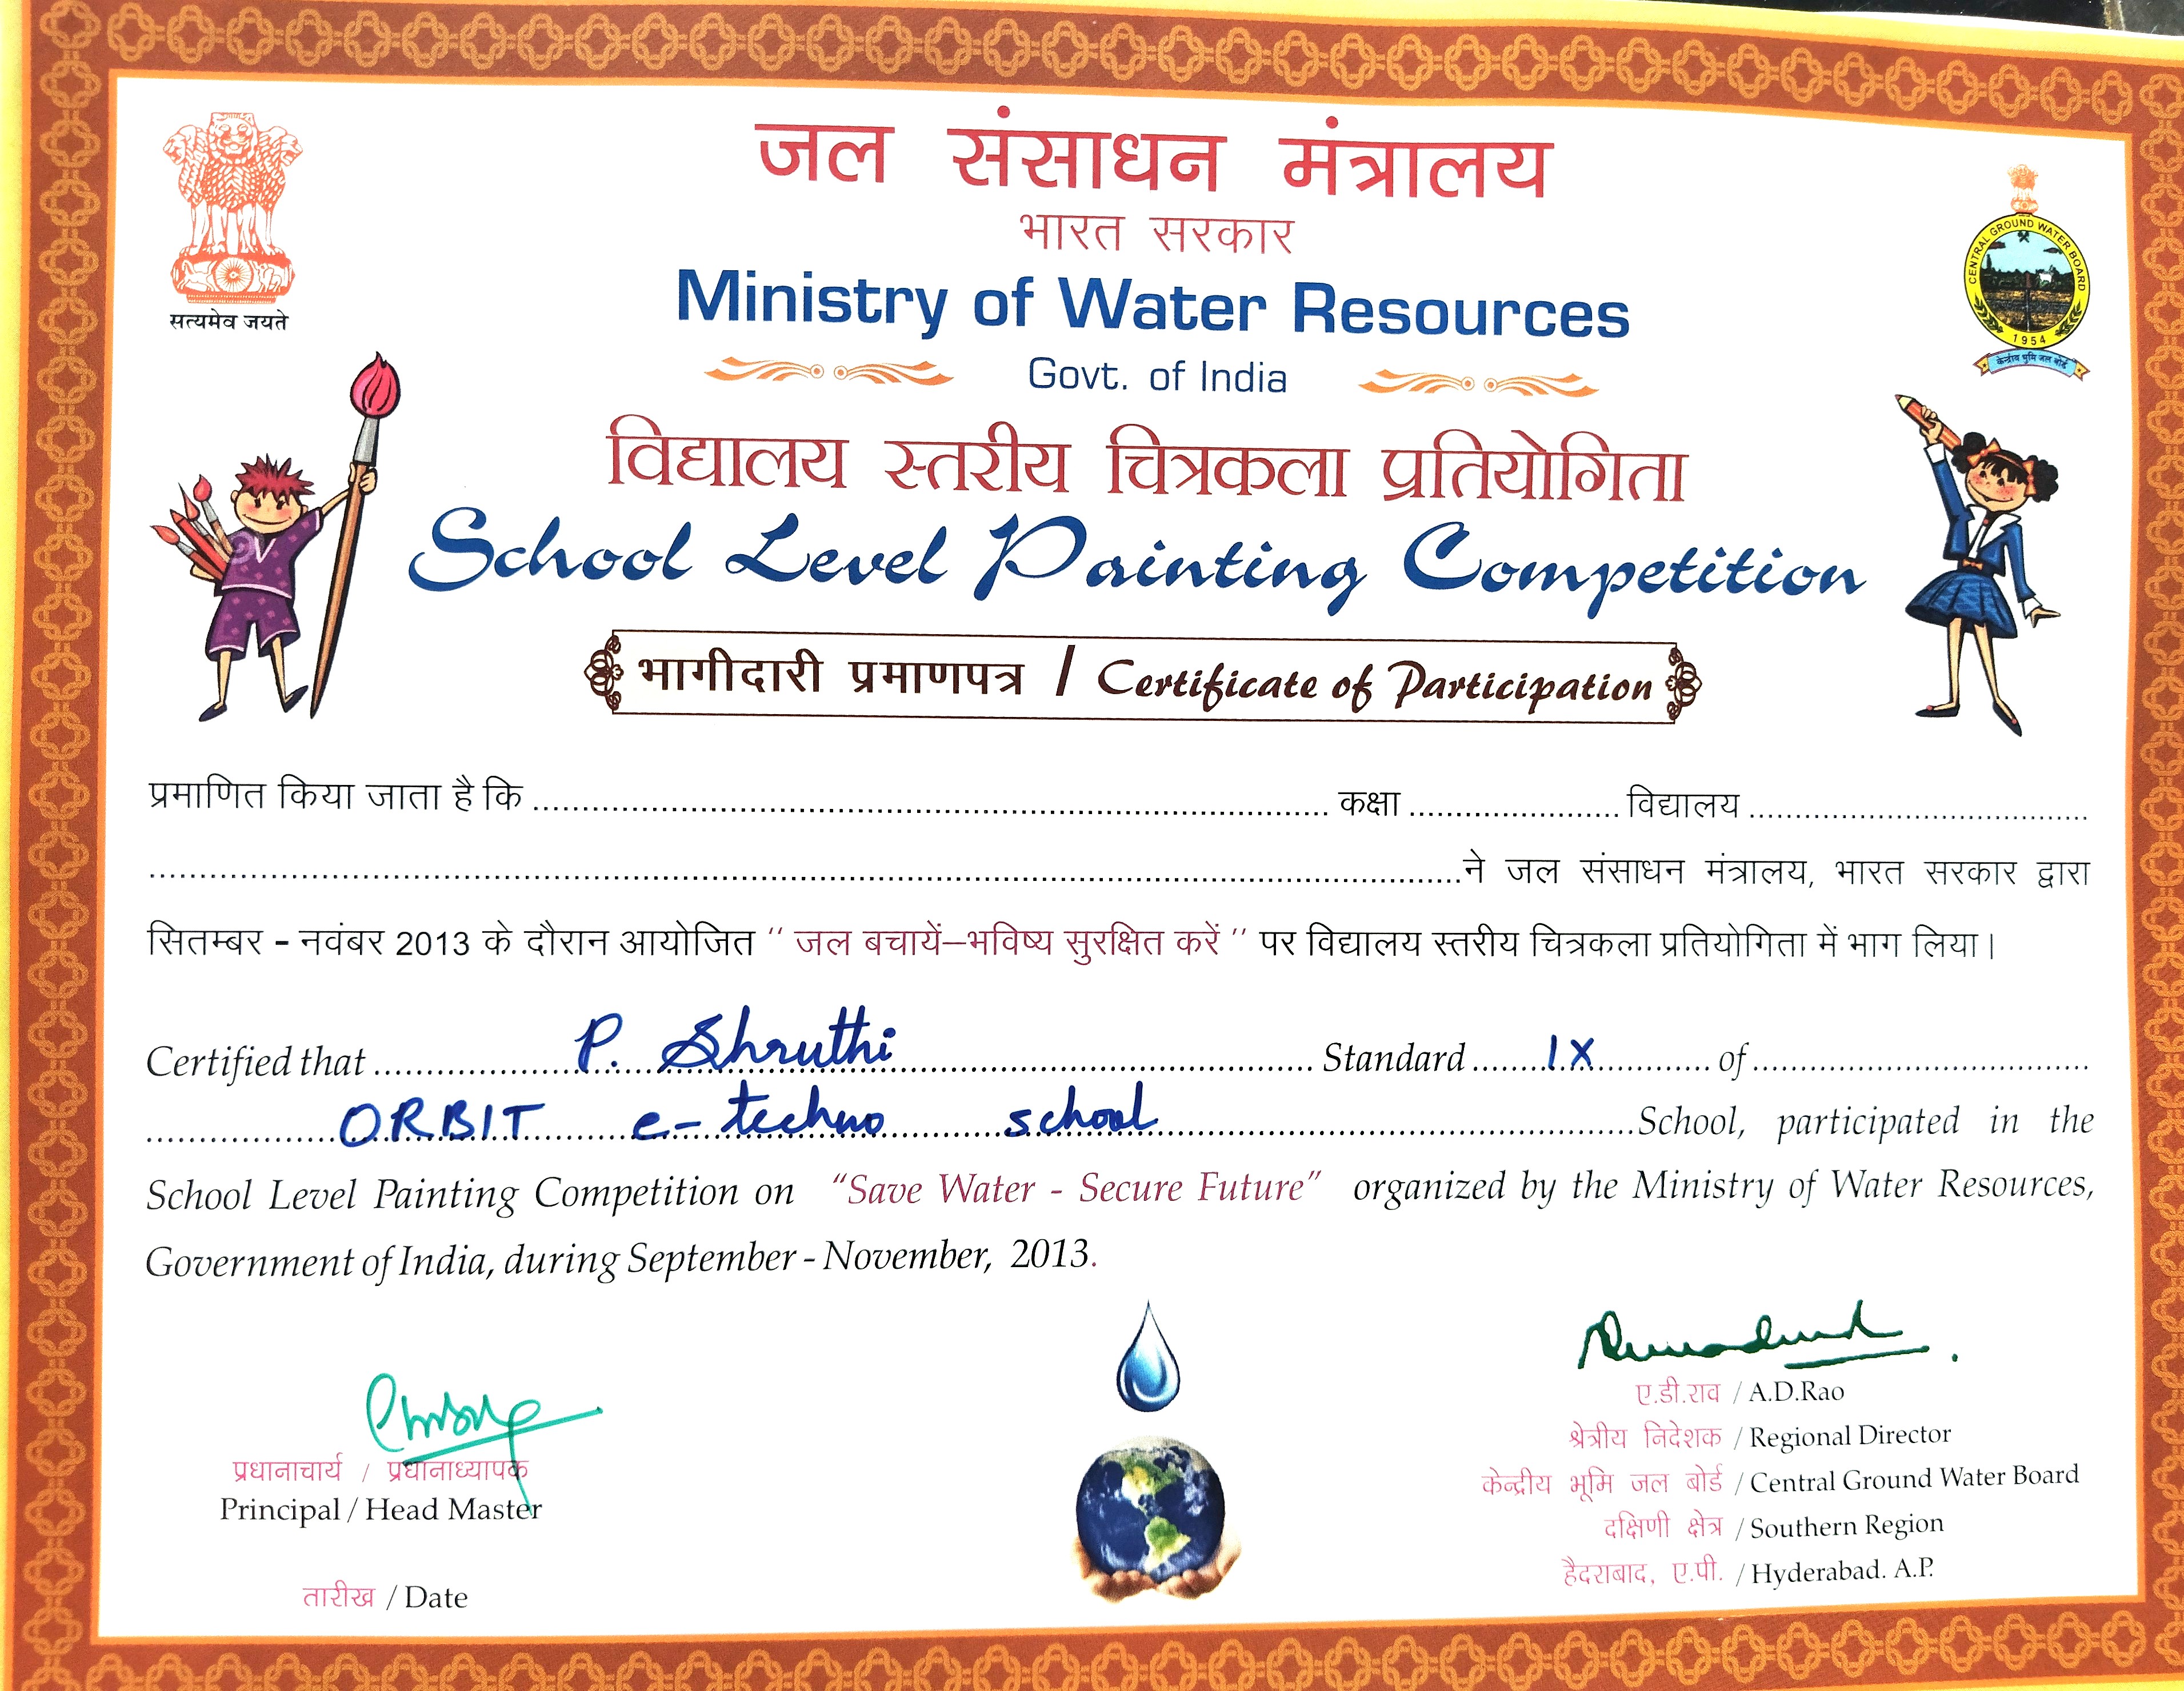 जल संसाधन मंत्रालय
भारत सरकार
Ministry of Water Resources
Govt. of India
सत्यमेव जयते
CENTRAL GROUND WATER BOARD
1954
केन्द्रीय भूमि जल बोर्ड
विद्यालय स्तरीय चित्रकला प्रतियोगिता
School Level Painting Competition
भागीदारी प्रमाणपत्र / Certificate of Participation
प्रमाणित किया जाता है कि ........ कक्षा ........ विद्यालय ........
........ ने जल संसाधन मंत्रालय, भारत सरकार द्वारा
सितम्बर - नवंबर 2013 के दौरान आयोजित '' जल बचायें–भविष्य सुरक्षित करें '' पर विद्यालय स्तरीय चित्रकला प्रतियोगिता में भाग लिया।
Certified that P. Shruthi Standard IX of
ORBIT e-techno school School, participated in the
School Level Painting Competition on "Save Water - Secure Future" organized by the Ministry of Water Resources,
Government of India, during September - November, 2013.
प्रधानाचार्य / प्रधानाध्यापक
Principal / Head Master
तारीख / Date
ए.डी.राव / A.D.Rao
श्रेत्रीय निदेशक / Regional Director
केन्द्रीय भूमि जल बोर्ड / Central Ground Water Board
दक्षिणी क्षेत्र / Southern Region
हैदराबाद, ए.पी. / Hyderabad. A.P.